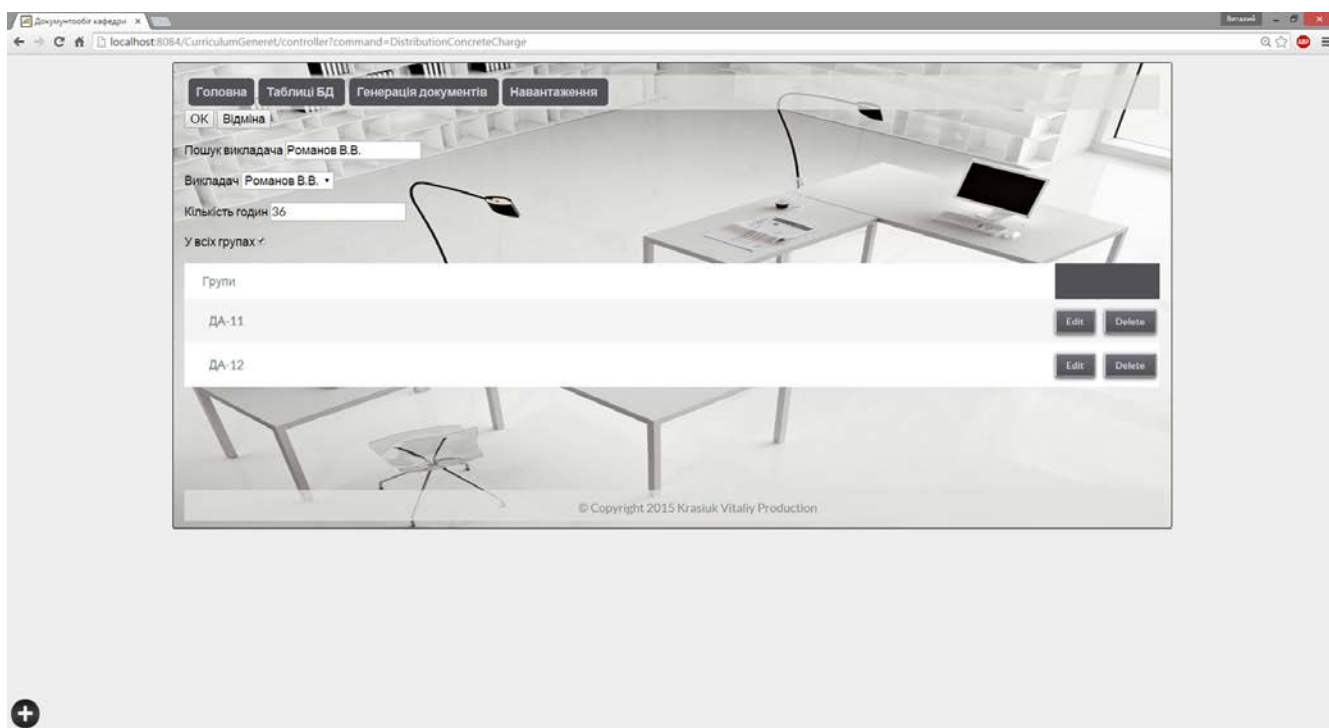 Документообіг кафедри
Виталий
localhost:8084/CurriculumGeneret/controller?command=DistributionConcreteCharge
ABP
Головна Таблиці БД Генерація документів Навантаження
OK Відміна
Пошук викладача Романов В.В.
Викладач Романов В.В.
Кількість годин 36
У всіх групах
Групи
ДА-11 Edit Delete
ДА-12 Edit Delete
© Copyright 2015 Krasiuk Vitaliy Production